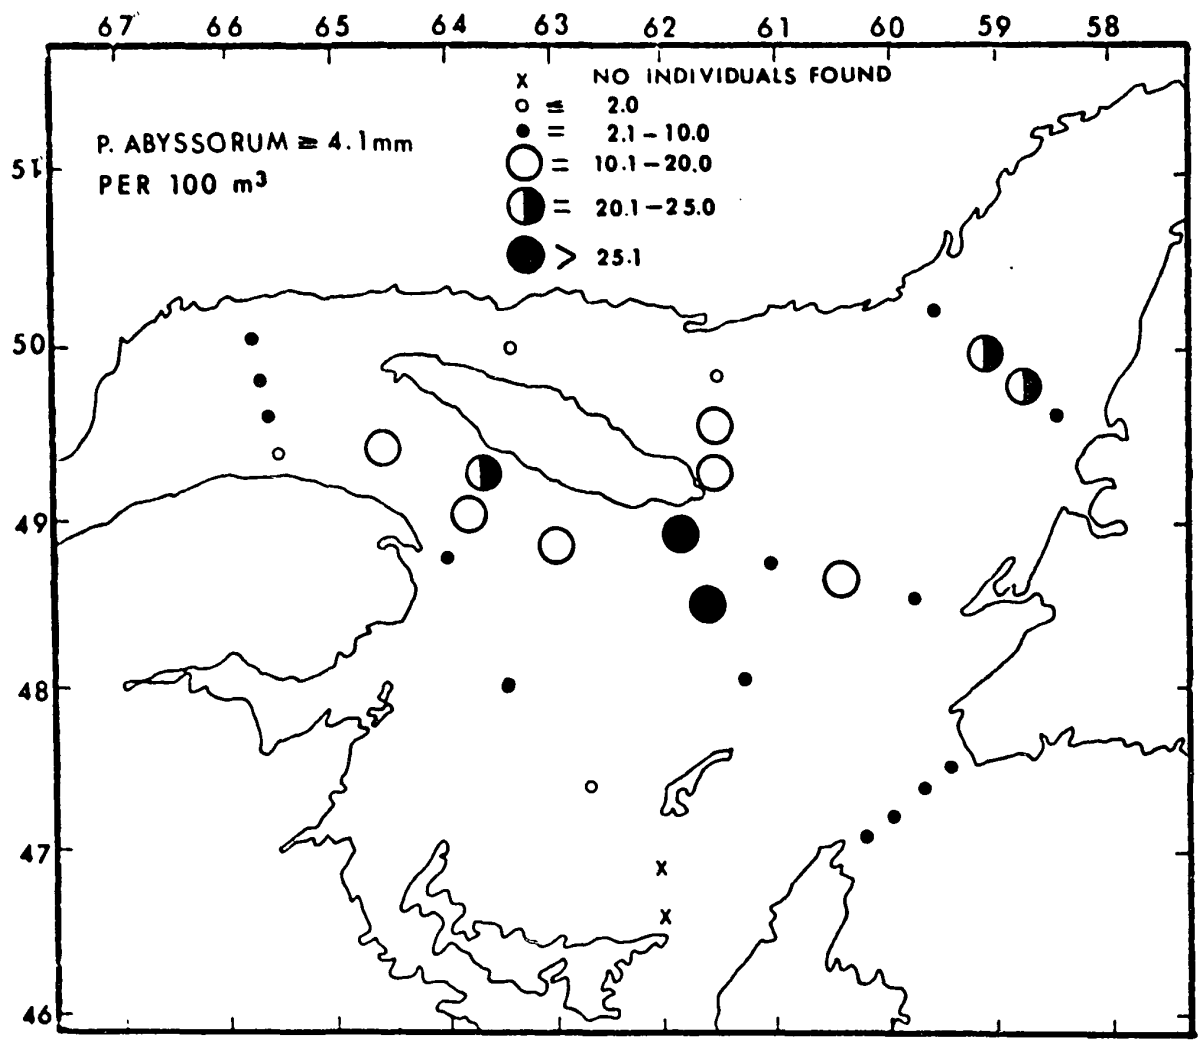 67 66 65 64 63 62 61 60 59 58
x NO INDIVIDUALS FOUND
≤ 2.0
= 2.1-10.0
P. ABYSSORUM ≥ 4.1mm
= 10.1-20.0
PER 100 m³
= 20.1-25.0
> 25.1
51
50
49
48
47
x
x
46